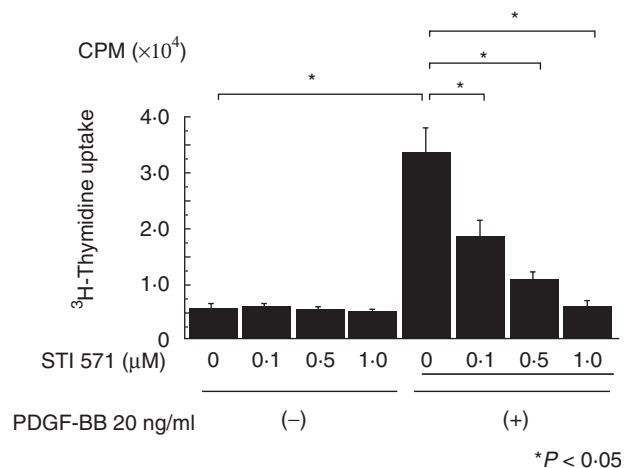 CPM (×10⁴)
*
*
*
*
³H-Thymidine uptake
4·0
3·0
2·0
1·0
0
STI 571 (μM) 0 0·1 0·5 1·0 0 0·1 0·5 1·0
PDGF-BB 20 ng/ml (−) (+)
*P < 0·05